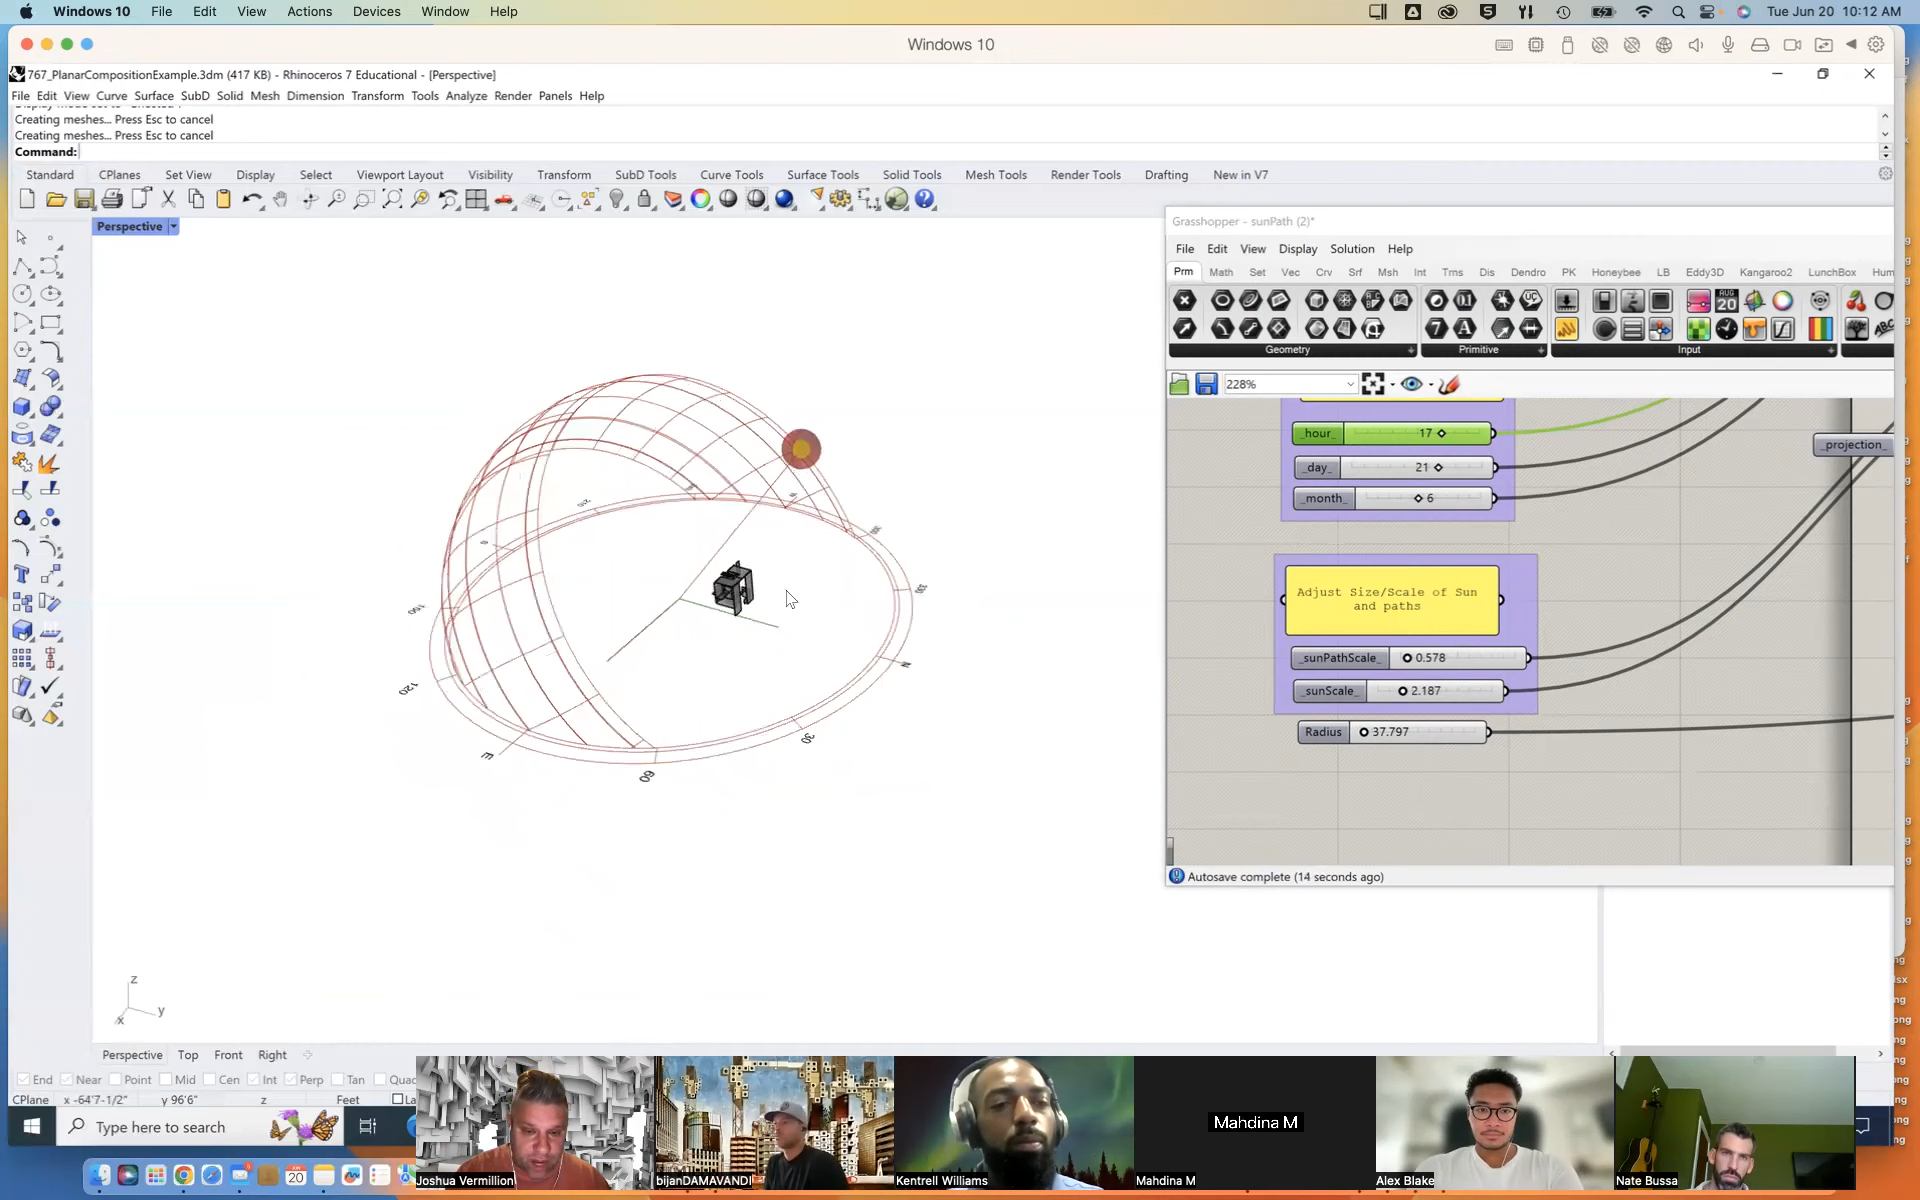 Windows 10 File Edit View Actions Devices Window Help
Tue Jun 20 10:12 AM
Windows 10
767_PlanarCompositionExample.3dm (417 KB) - Rhinoceros 7 Educational - [Perspective]
File Edit View Curve Surface SubD Solid Mesh Dimension Transform Tools Analyze Render Panels Help
Creating meshes... Press Esc to cancel
Creating meshes... Press Esc to cancel
Command:
Standard CPlanes Set View Display Select Viewport Layout Visibility Transform SubD Tools Curve Tools Surface Tools Solid Tools Mesh Tools Render Tools Drafting New in V7
Perspective
Grasshopper - sunPath (2)*
File Edit View Display Solution Help
Prm Math Set Vec Crv Srf Msh Int Trns Dis Dendro PK Honeybee LB Eddy3D Kangaroo2 LunchBox Hum
Geometry Primitive Input
228%
_hour_ 17
_projection_
_day_ 21
_month_ 6
Adjust Size/Scale of Sun
and paths
_sunPathScale_ 0.578
_sunScale_ 2.187
Radius 37.797
Autosave complete (14 seconds ago)
330
120
N
30
E
60
z
y
x
Perspective Top Front Right
End Near Point Mid Cen Int Perp Tan Quad
CPlane x -64'7-1/2" y 96'6" z Feet La
Type here to search
Mahdina M
Joshua Vermillion
bijanDAMAVANDI
Kentrell Williams
Mahdina M
Alex Blake
Nate Bussa